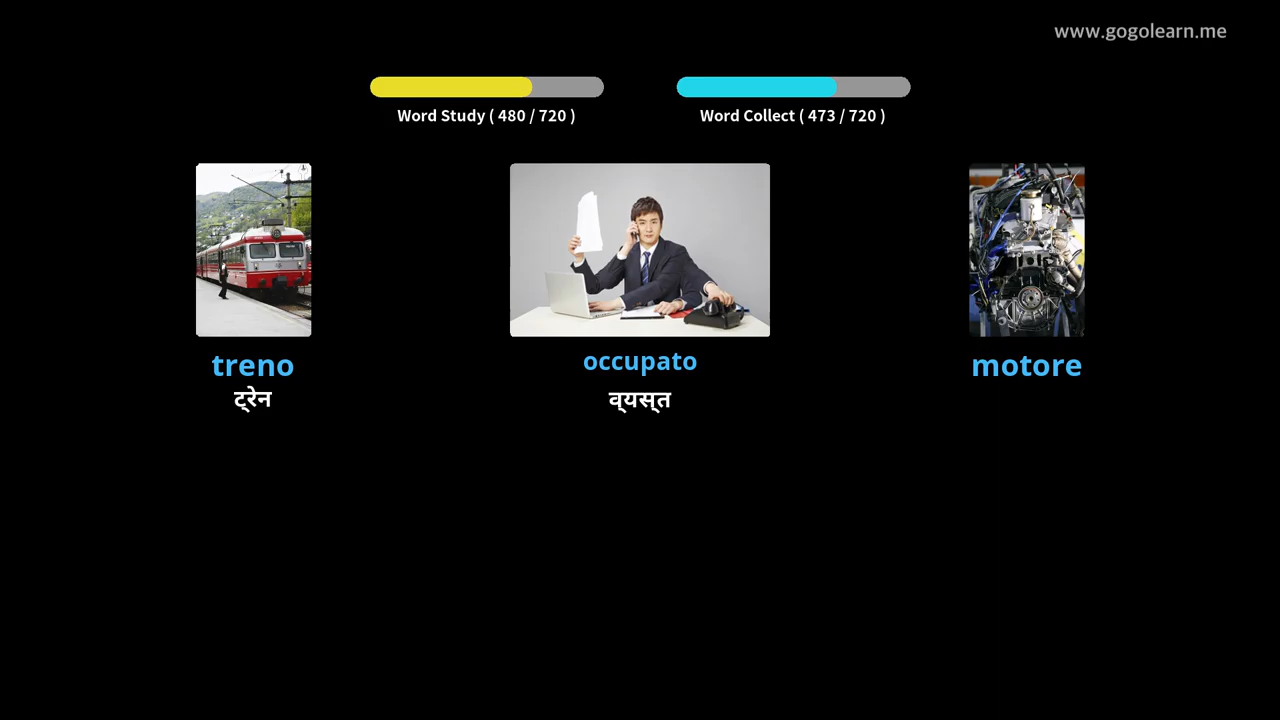 www.gogolearn.me
Word Study ( 480 / 720 )
Word Collect ( 473 / 720 )
treno
ट्रेन
occupato
व्यस्त
motore